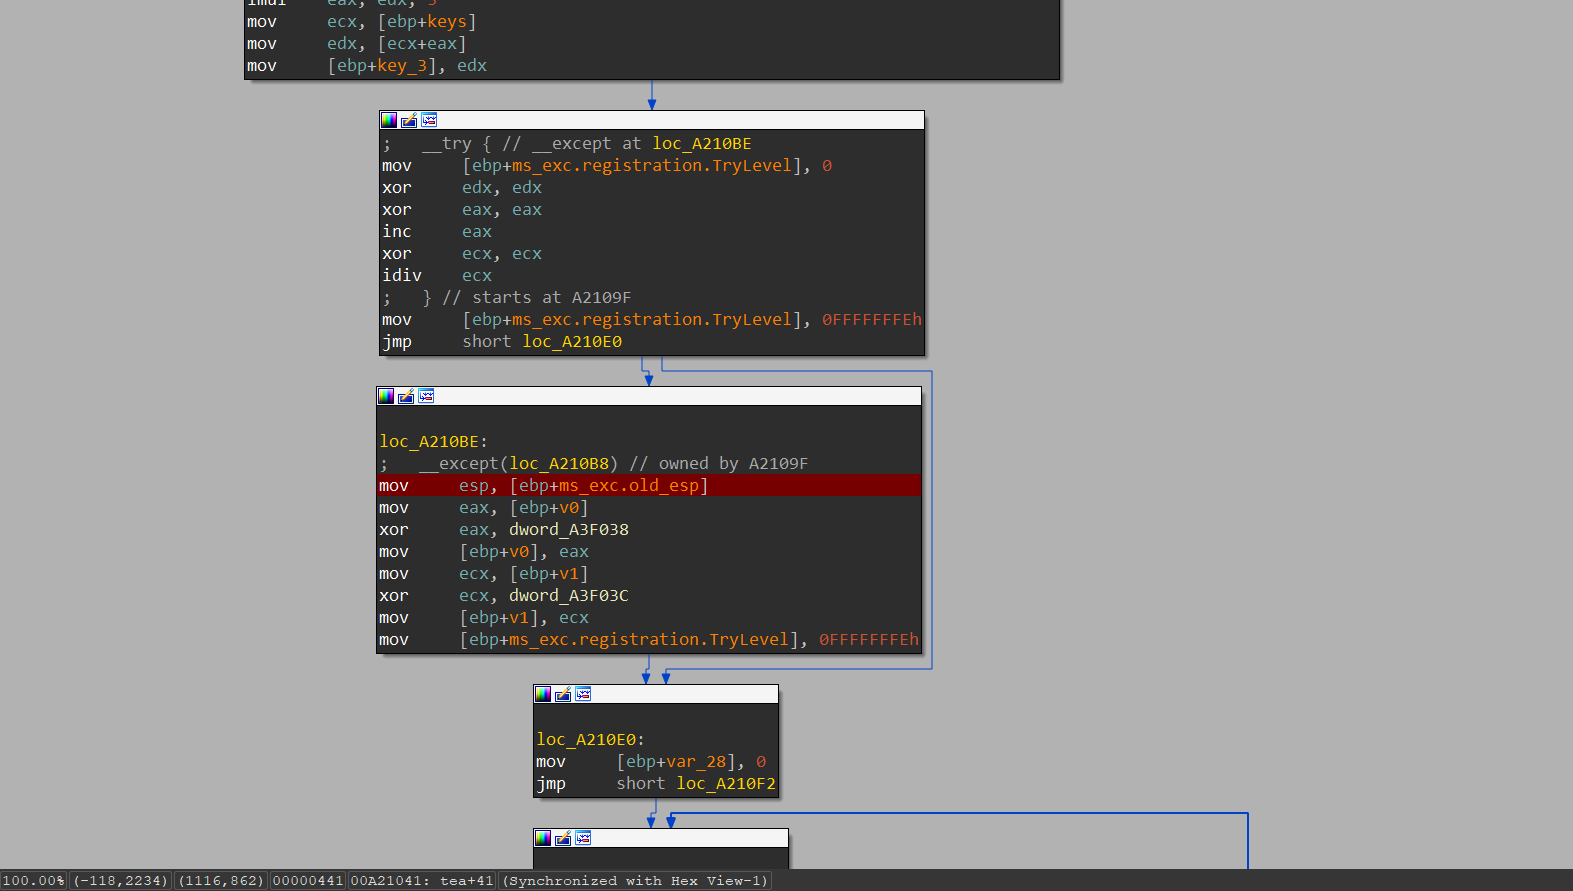 imul eax, edx, 3
mov ecx, [ebp+keys]
mov edx, [ecx+eax]
mov [ebp+key_3], edx
; __try { // __except at loc_A210BE
mov [ebp+ms_exc.registration.TryLevel], 0
xor edx, edx
xor eax, eax
inc eax
xor ecx, ecx
idiv ecx
; } // starts at A2109F
mov [ebp+ms_exc.registration.TryLevel], 0FFFFFFFEh
jmp short loc_A210E0
loc_A210BE:
; __except(loc_A210B8) // owned by A2109F
mov esp, [ebp+ms_exc.old_esp]
mov eax, [ebp+v0]
xor eax, dword_A3F038
mov [ebp+v0], eax
mov ecx, [ebp+v1]
xor ecx, dword_A3F03C
mov [ebp+v1], ecx
mov [ebp+ms_exc.registration.TryLevel], 0FFFFFFFEh
loc_A210E0:
mov [ebp+var_28], 0
jmp short loc_A210F2
100.00% (-118,2234) (1116,862) 00000441 00A21041: tea+41 (Synchronized with Hex View-1)